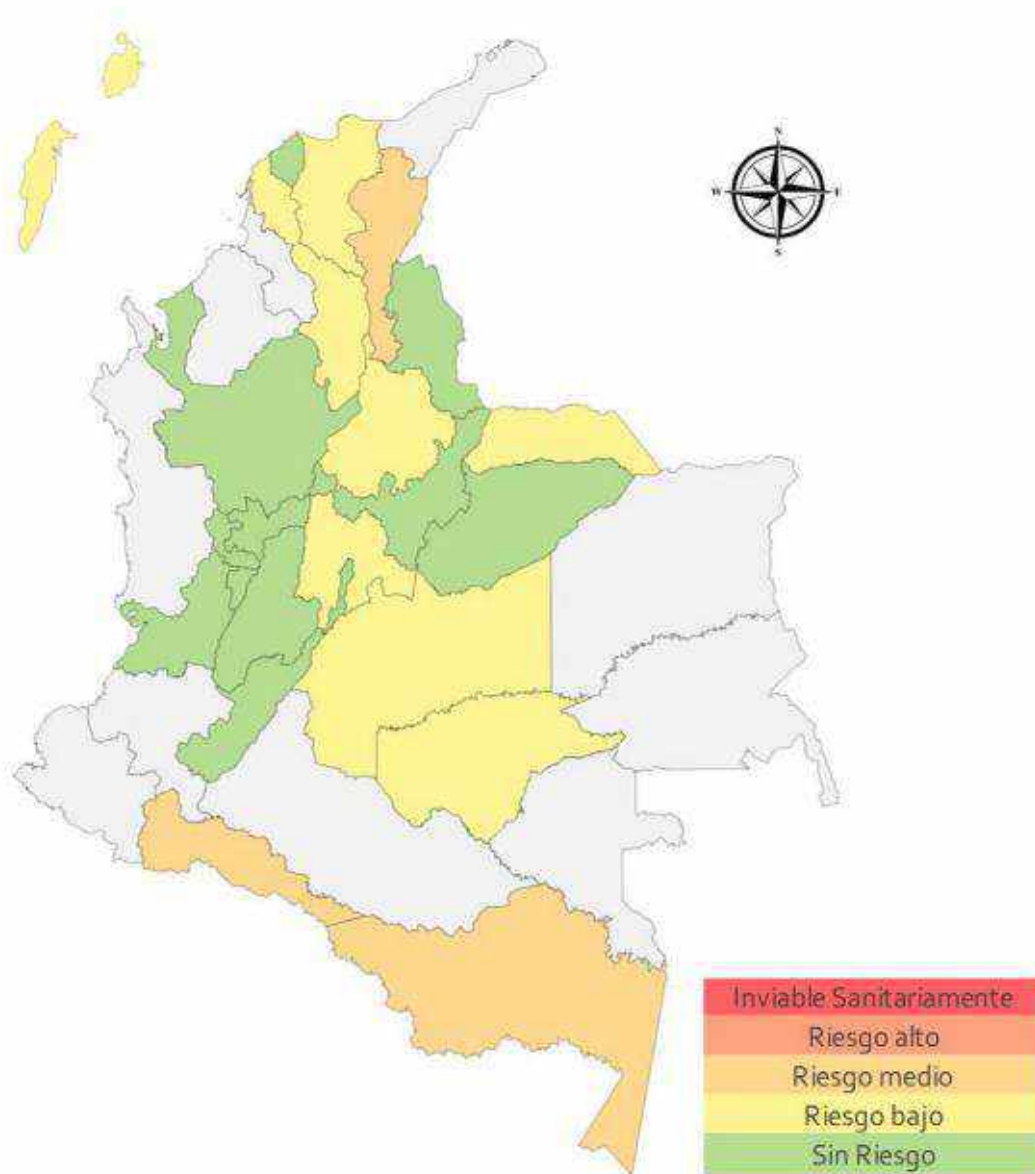 N
W E
S
Inviable Sanitariamente
Riesgo alto
Riesgo medio
Riesgo bajo
Sin Riesgo